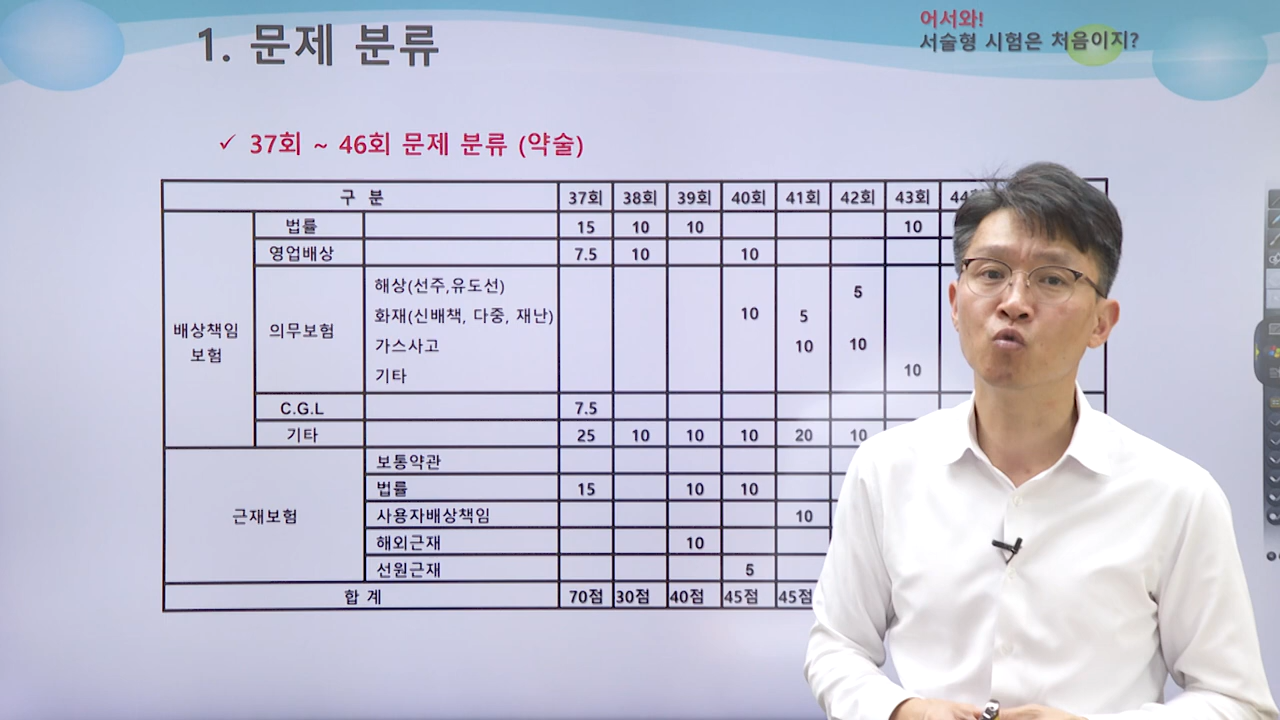 1. 문제 분류
어서와!
서술형 시험은 처음이지?
✓ 37회 ~ 46회 문제 분류 (약술)
구 분 37회 38회 39회 40회 41회 42회 43회
배상책임 보험
법률 15 10 10 10
영업배상 7.5 10 10
의무보험
해상(선주,유도선) 5
화재(신배책, 다중, 재난) 10 5
가스사고 10 10
기타 10
C.G.L 7.5
기타 25 10 10 10 20 10
근재보험
보통약관
법률 15 10 10
사용자배상책임 10
해외근재 10
선원근재 5
합 계 70점 30점 40점 45점 45점